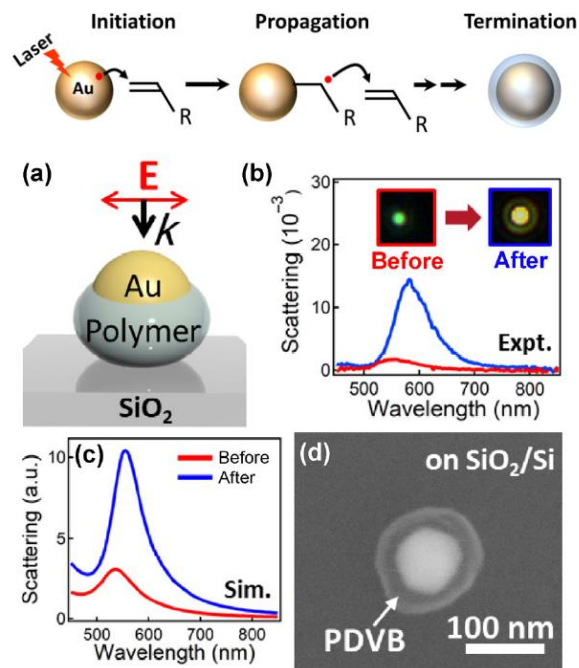 Initiation
Propagation
Termination
Laser
Au
R
R
R
(a)
E
k
Au
Polymer
SiO2
(b)
Scattering (10⁻³)
30
20
10
0
Before
After
Expt.
500 600 700 800
Wavelength (nm)
(c)
Scattering (a.u.)
10
5
0
Before
After
Sim.
500 600 700 800
Wavelength (nm)
(d)
on SiO₂/Si
PDVB
100 nm